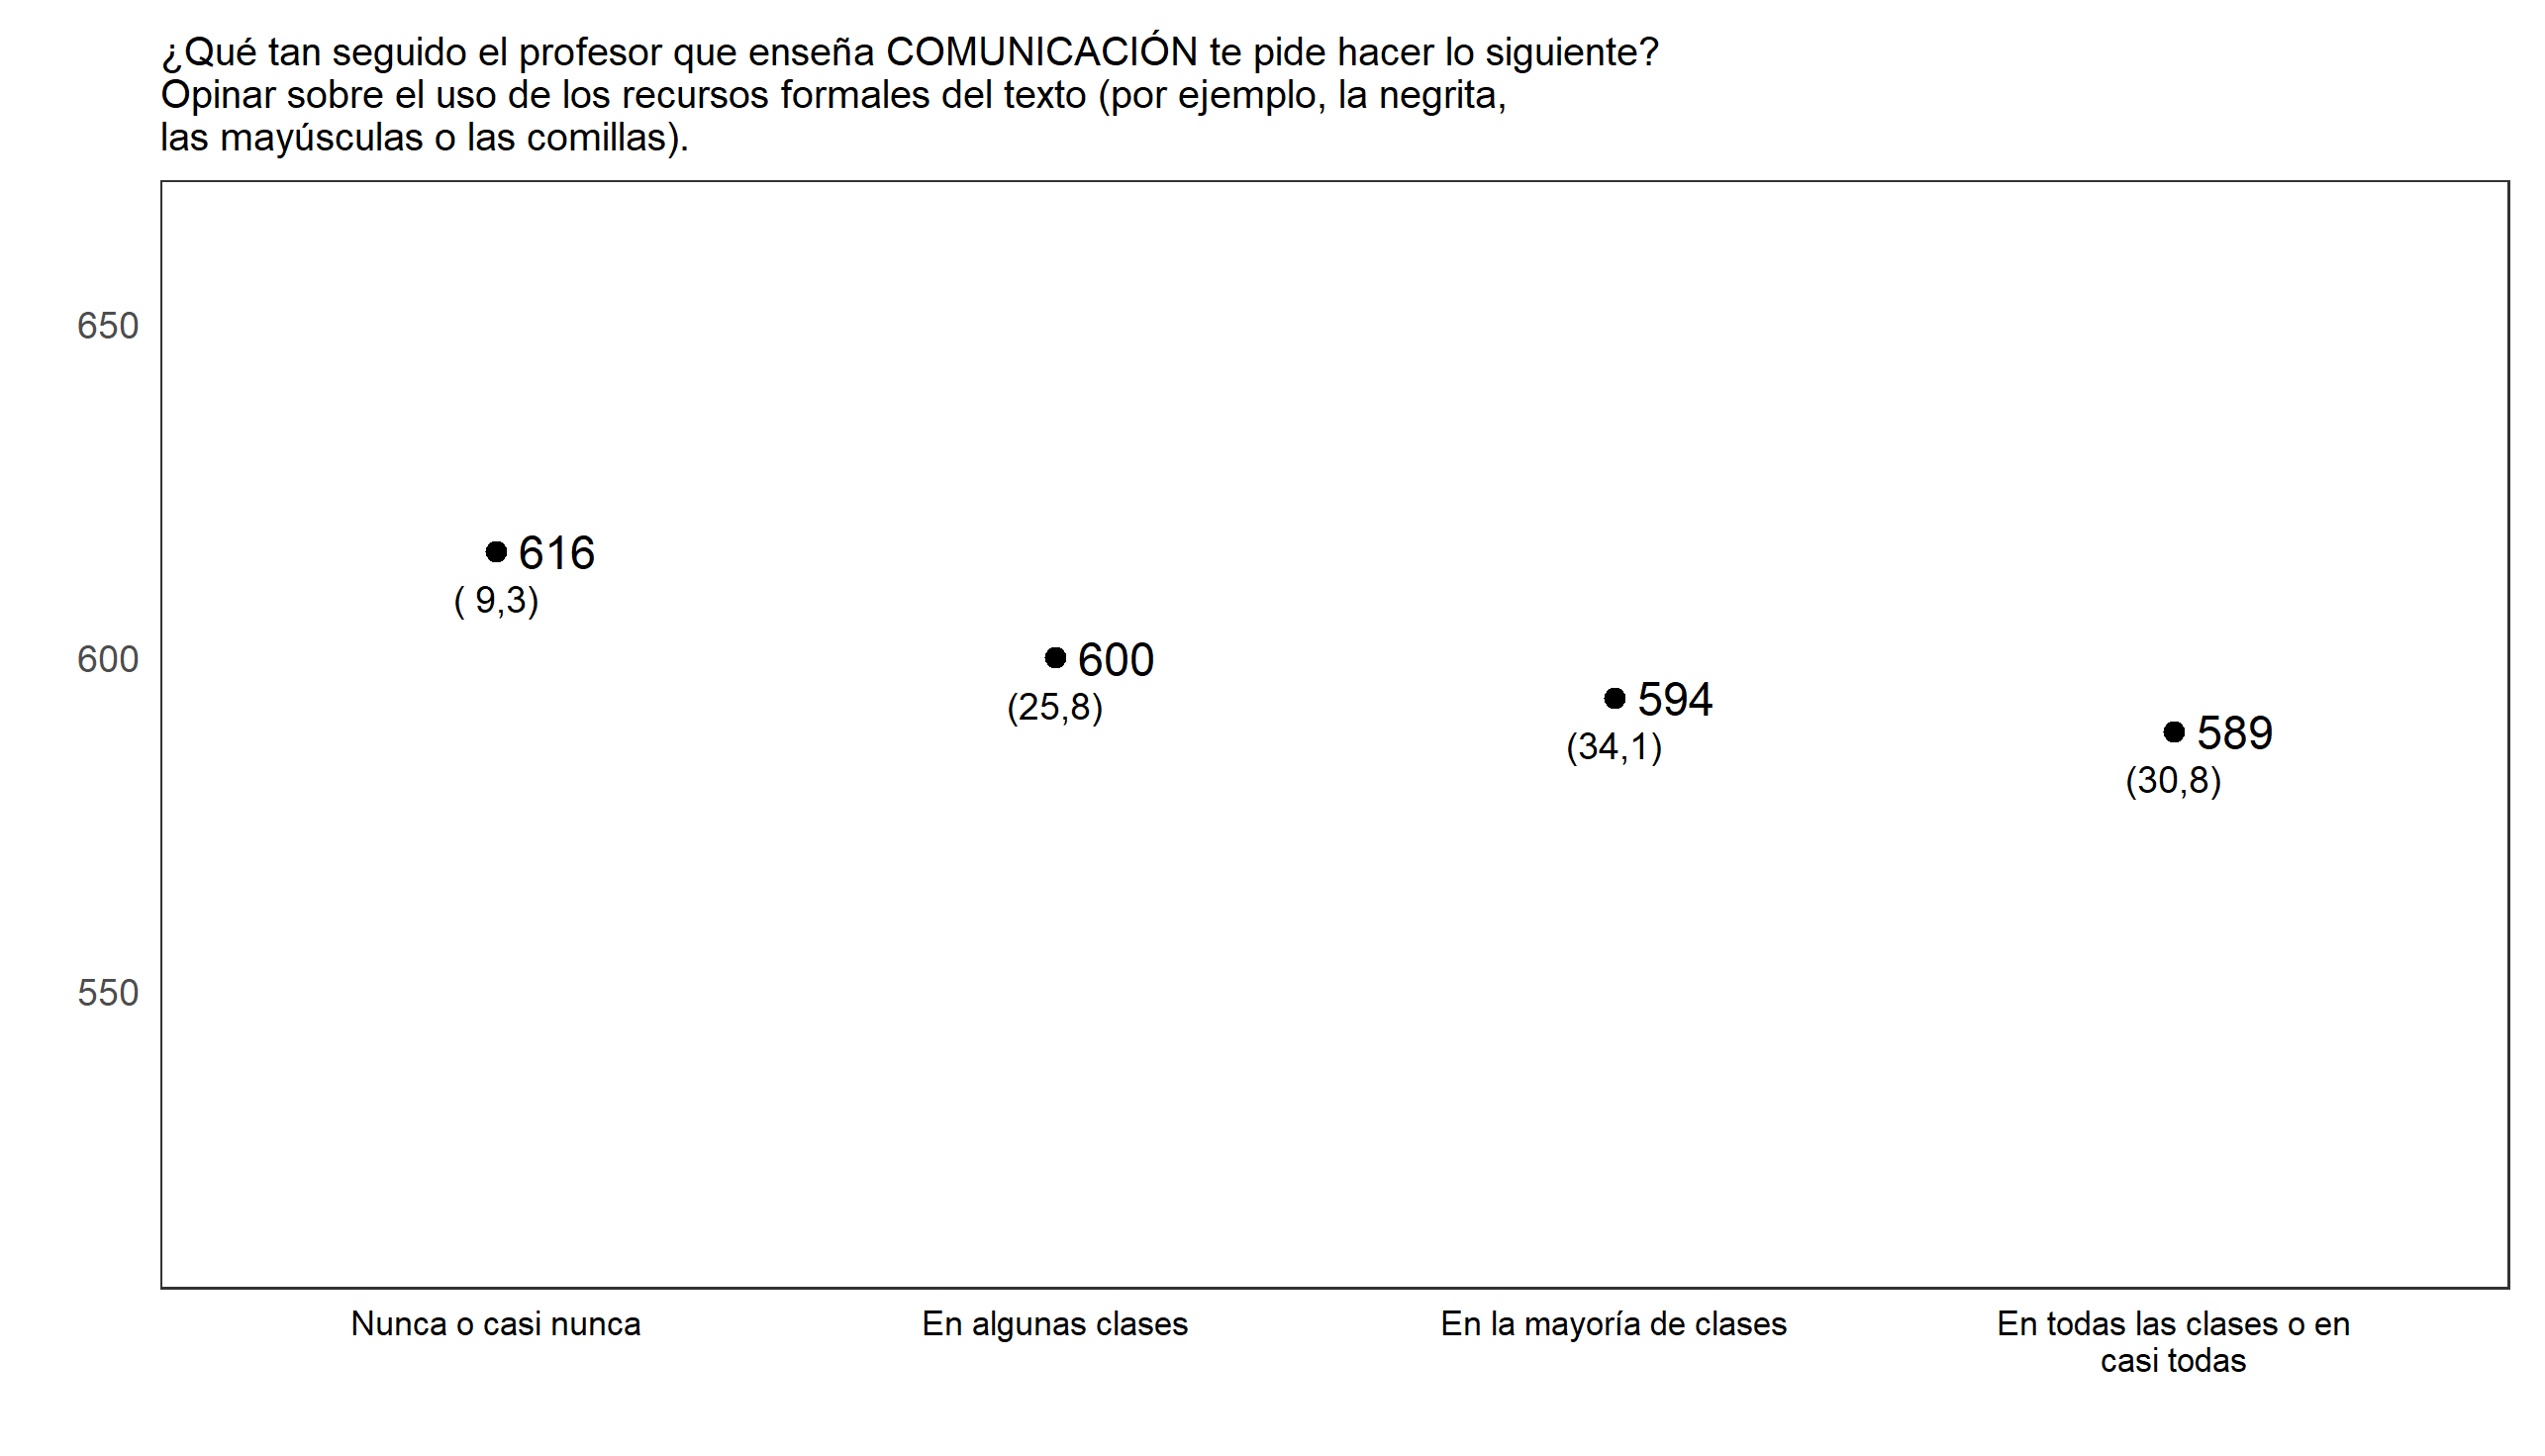 ¿Qué tan seguido el profesor que enseña COMUNICACIÓN te pide hacer lo siguiente?
Opinar sobre el uso de los recursos formales del texto (por ejemplo, la negrita,
las mayúsculas o las comillas).
650
616
( 9,3)
600
600
(25,8)
594
(34,1)
589
(30,8)
550
Nunca o casi nunca
En algunas clases
En la mayoría de clases
En todas las clases o en
casi todas